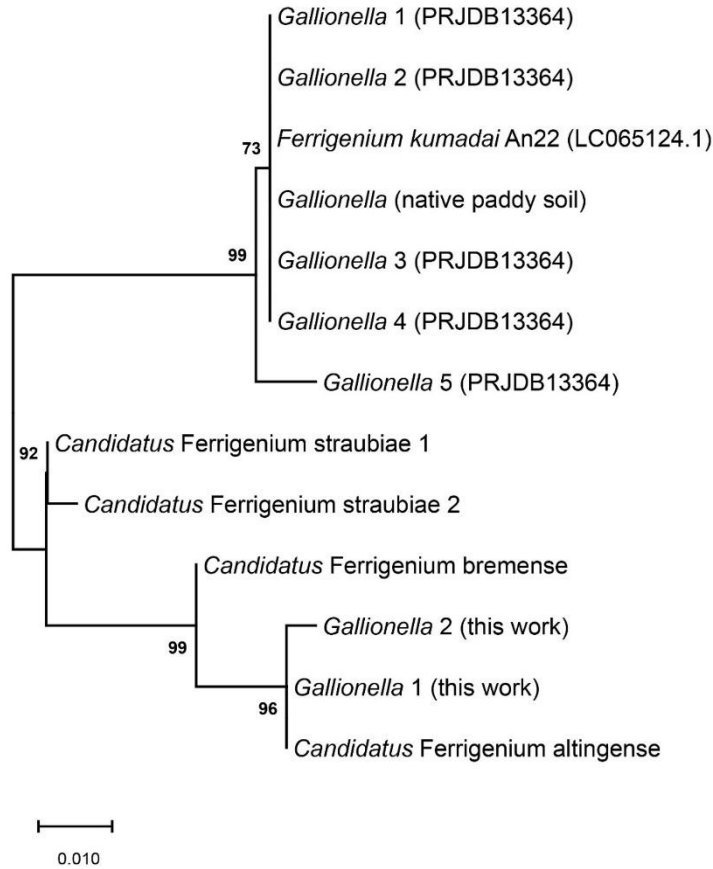 Gallionella 1 (PRJDB13364)
Gallionella 2 (PRJDB13364)
73
Ferrigenium kumadai An22 (LC065124.1)
Gallionella (native paddy soil)
99
Gallionella 3 (PRJDB13364)
Gallionella 4 (PRJDB13364)
Gallionella 5 (PRJDB13364)
Candidatus Ferrigenium straubiae 1
92
Candidatus Ferrigenium straubiae 2
Candidatus Ferrigenium bremense
Gallionella 2 (this work)
99
Gallionella 1 (this work)
96
Candidatus Ferrigenium altingense
0.010